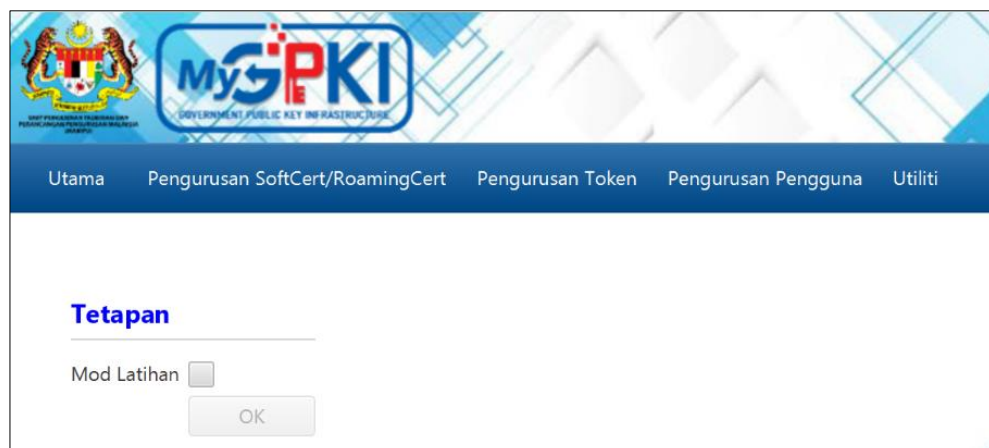 MyGPKI
GOVERNMENT PUBLIC KEY INFRASTRUCTURE
Utama Pengurusan SoftCert/RoamingCert Pengurusan Token Pengurusan Pengguna Utiliti
Tetapan
Mod Latihan
OK